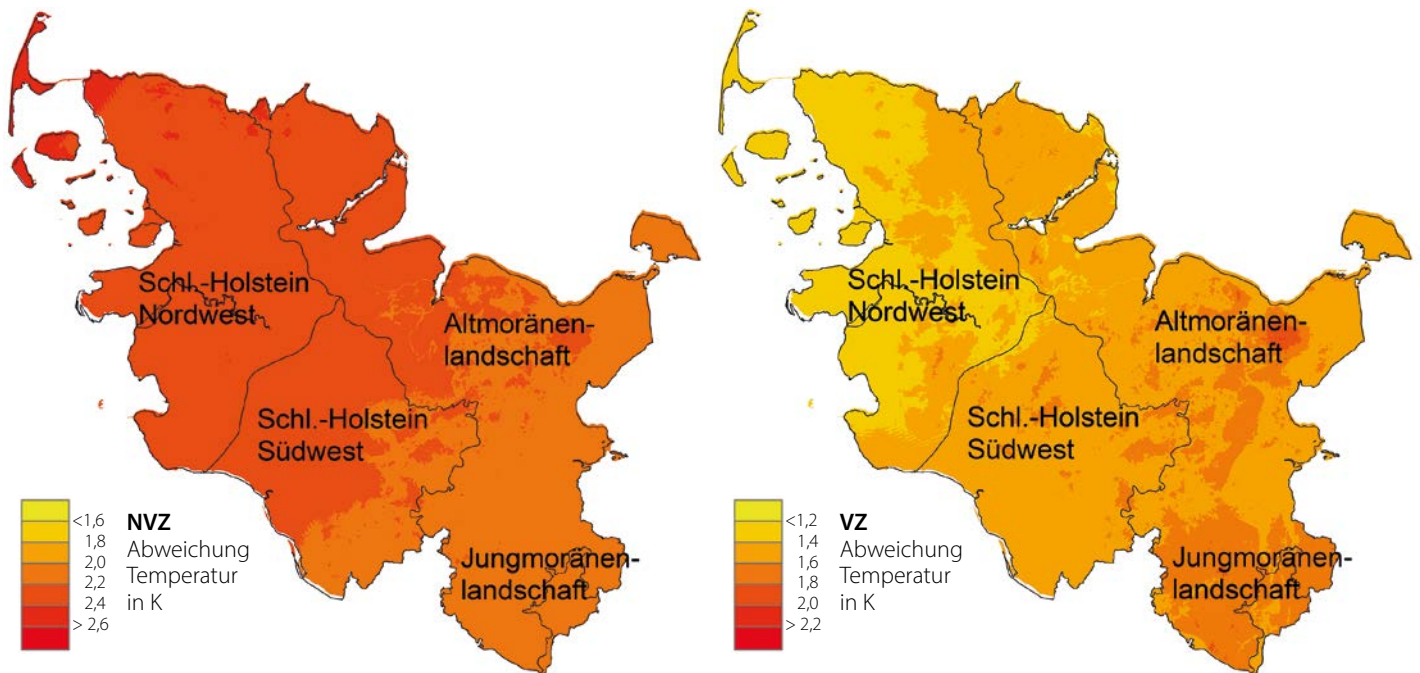 Schl.-Holstein
Nordwest
Altmoränen-
landschaft
Schl.-Holstein
Südwest
Jungmoränen-
landschaft
<1,6
1,8
2,0
2,2
2,4
> 2,6
NVZ
Abweichung
Temperatur
in K
Schl.-Holstein
Nordwest
Altmoränen-
landschaft
Schl.-Holstein
Südwest
Jungmoränen-
landschaft
<1,2
1,4
1,6
1,8
2,0
> 2,2
VZ
Abweichung
Temperatur
in K